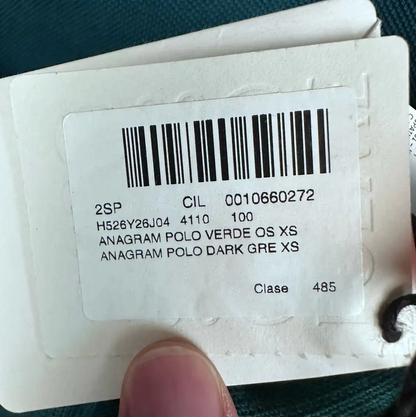 2SP CIL 0010660272
H526Y26J04 4110 100
ANAGRAM POLO VERDE OS XS
ANAGRAM POLO DARK GRE XS
Clase 485